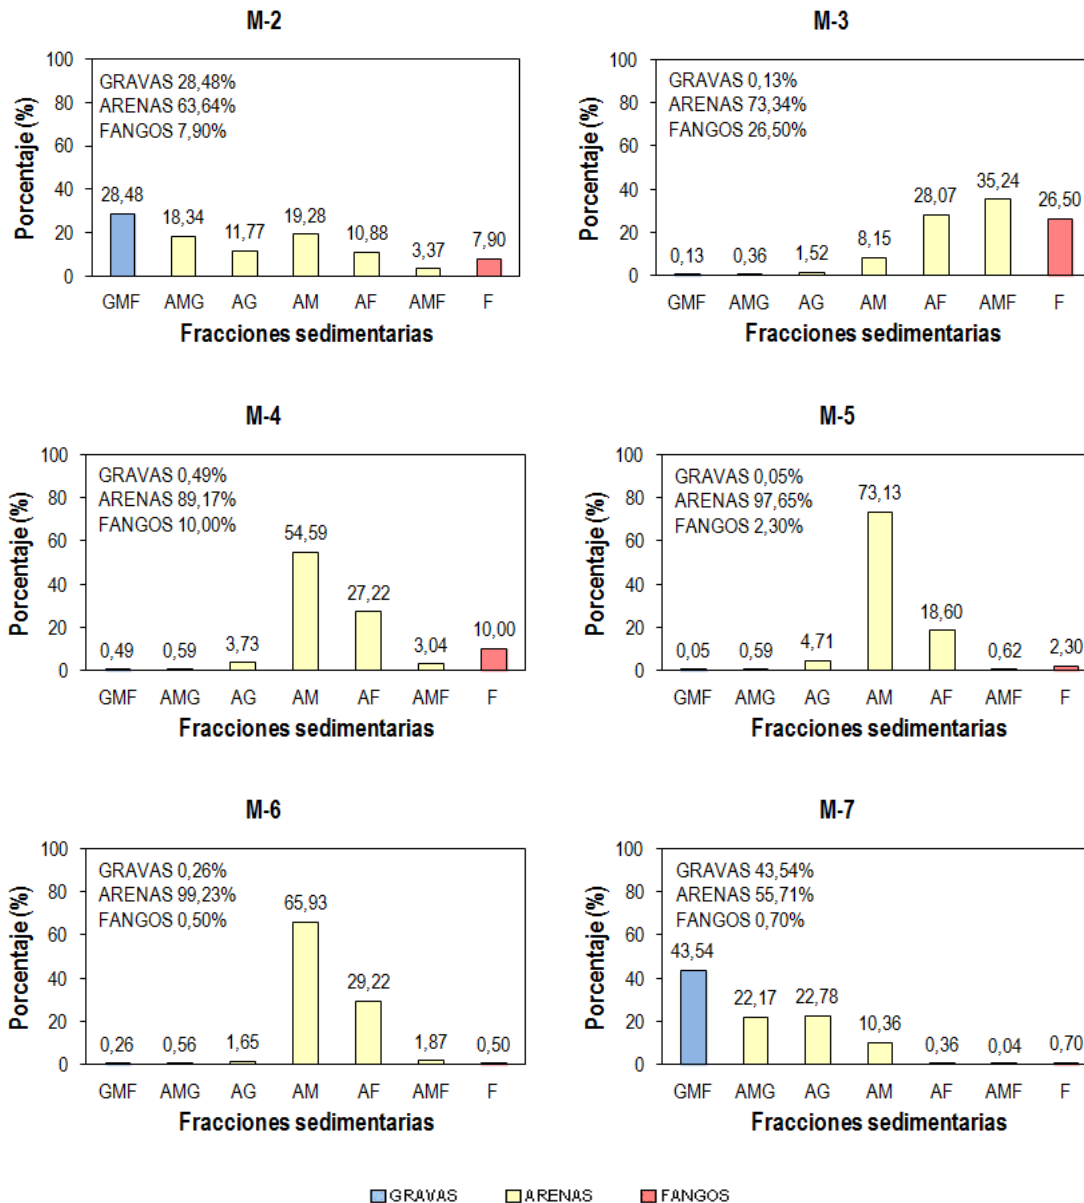 M-2
GRAVAS 28,48%
ARENAS 63,64%
FANGOS 7,90%
Porcentaje (%)
100
80
60
40
20
0
28,48
18,34
11,77
19,28
10,88
3,37
7,90
GMF AMG AG AM AF AMF F
Fracciones sedimentarias
M-3
GRAVAS 0,13%
ARENAS 73,34%
FANGOS 26,50%
Porcentaje (%)
100
80
60
40
20
0
0,13
0,36
1,52
8,15
28,07
35,24
26,50
GMF AMG AG AM AF AMF F
Fracciones sedimentarias
M-4
GRAVAS 0,49%
ARENAS 89,17%
FANGOS 10,00%
Porcentaje (%)
100
80
60
40
20
0
0,49
0,59
3,73
54,59
27,22
3,04
10,00
GMF AMG AG AM AF AMF F
Fracciones sedimentarias
M-5
GRAVAS 0,05%
ARENAS 97,65%
FANGOS 2,30%
Porcentaje (%)
100
80
60
40
20
0
0,05
0,59
4,71
73,13
18,60
0,62
2,30
GMF AMG AG AM AF AMF F
Fracciones sedimentarias
M-6
GRAVAS 0,26%
ARENAS 99,23%
FANGOS 0,50%
Porcentaje (%)
100
80
60
40
20
0
0,26
0,56
1,65
65,93
29,22
1,87
0,50
GMF AMG AG AM AF AMF F
Fracciones sedimentarias
M-7
GRAVAS 43,54%
ARENAS 55,71%
FANGOS 0,70%
Porcentaje (%)
100
80
60
40
20
0
43,54
22,17
22,78
10,36
0,36
0,04
0,70
GMF AMG AG AM AF AMF F
Fracciones sedimentarias
GRAVAS ARENAS FANGOS